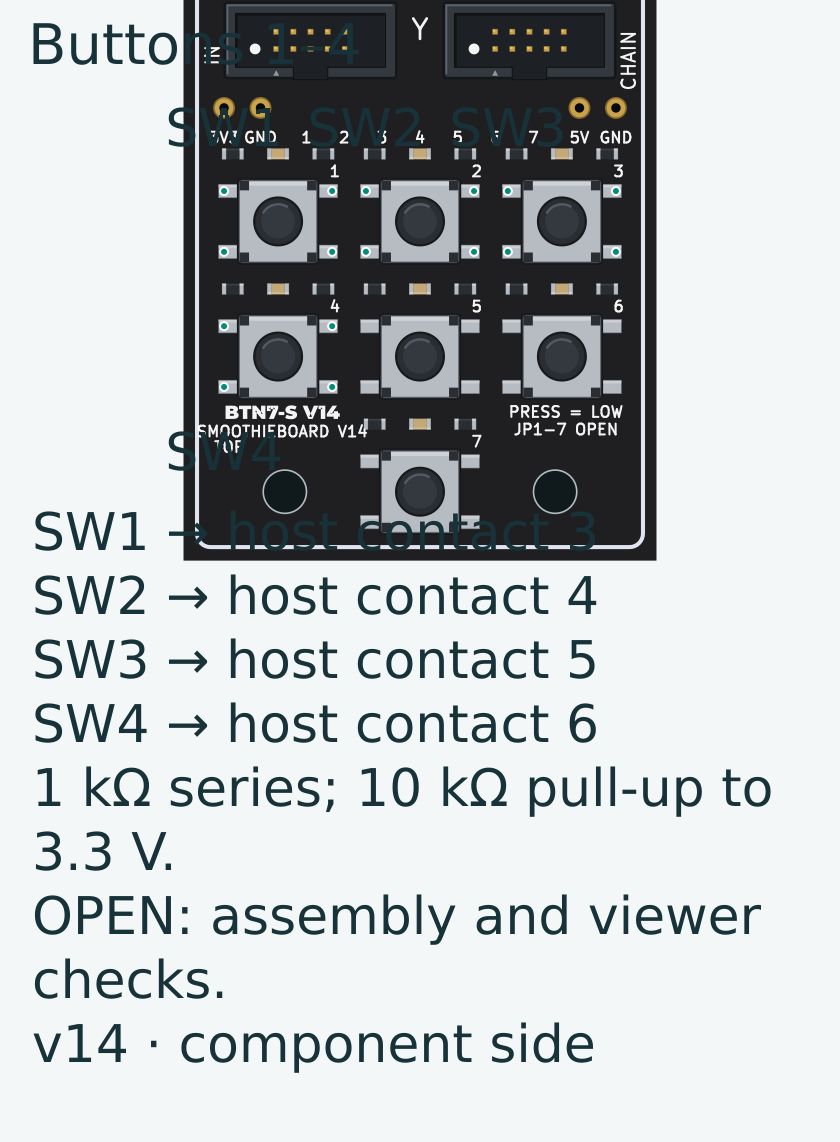 Buttons 1–4
IN
Y
CHAIN
SW1 SW2 SW3
3V3 GND 1 2 3 4 5 6 7 5V GND
1 2 3
4 5 6
BTN7-S V14
SMOOTHIEBOARD V14
TOP
PRESS = LOW
JP1-7 OPEN
7
SW4
SW1 → host contact 3
SW2 → host contact 4
SW3 → host contact 5
SW4 → host contact 6
1 kΩ series; 10 kΩ pull-up to
3.3 V.
OPEN: assembly and viewer
checks.
v14 · component side